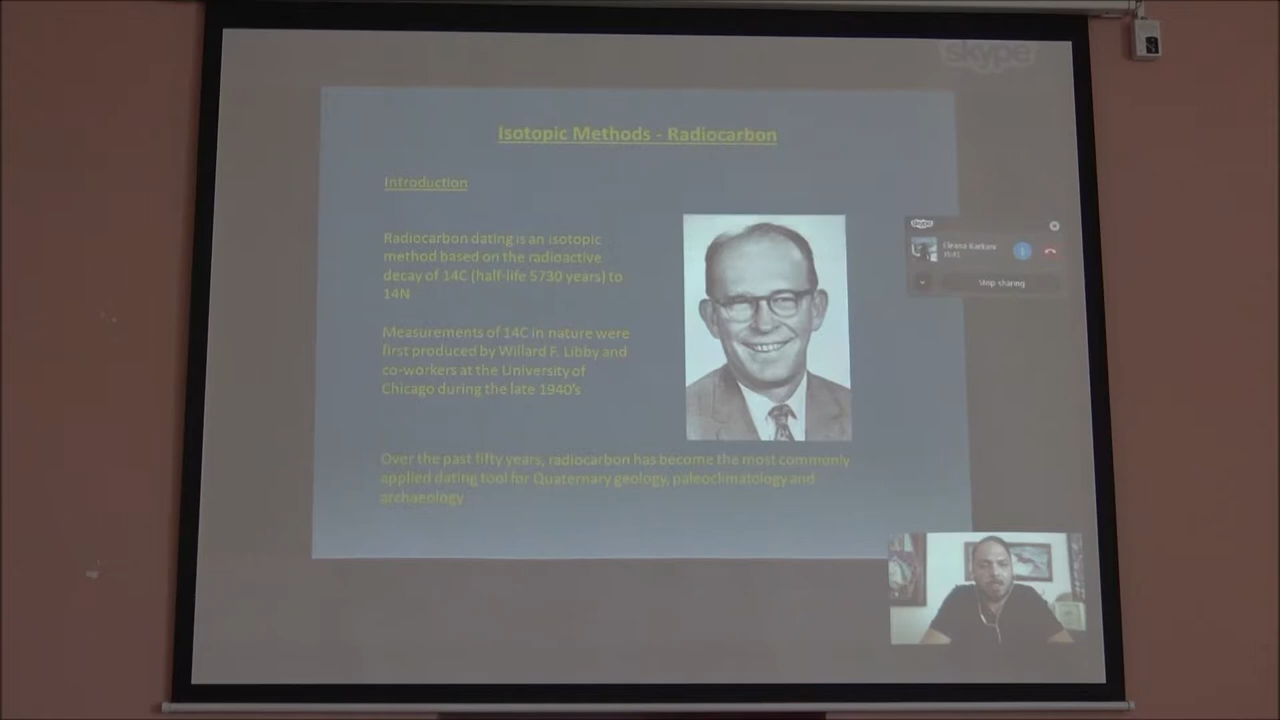 skype
Isotopic Methods - Radiocarbon
Introduction
Radiocarbon dating is an isotopic
method based on the radioactive
decay of 14C (half-life 5730 years) to
14N
Measurements of 14C in nature were
first produced by Willard F. Libby and
co-workers at the University of
Chicago during the late 1940's
Over the past fifty years, radiocarbon has become the most commonly
applied dating tool for Quaternary geology, paleoclimatology and
archaeology
skype
Stop sharing